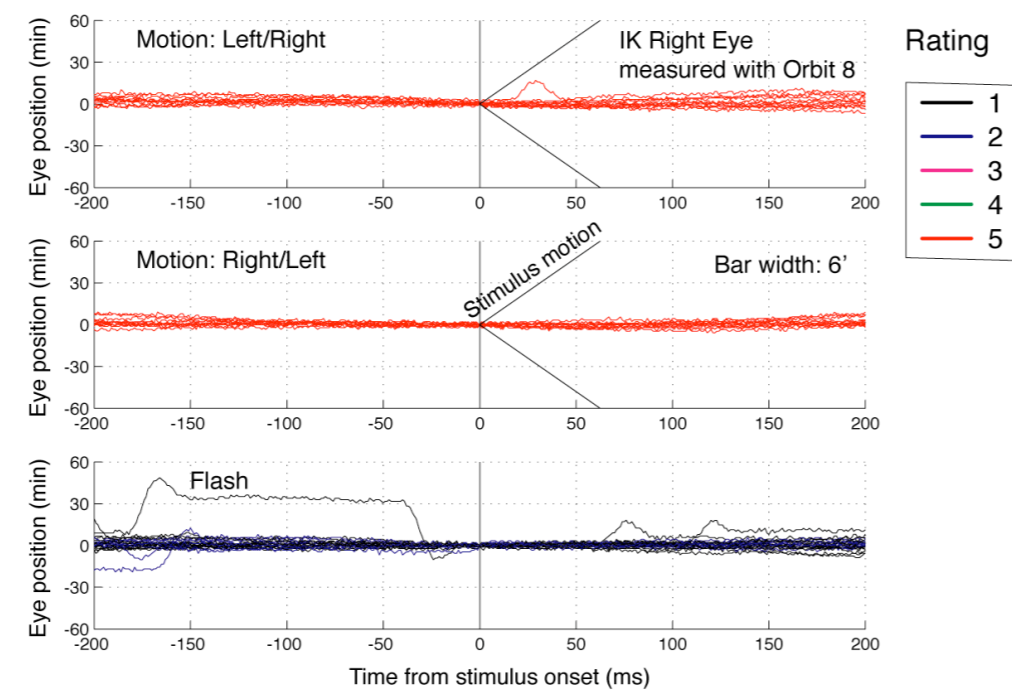 Eye position (min)
60
30
0
-30
-60
Motion: Left/Right
IK Right Eye
measured with Orbit 8
-200 -150 -100 -50 0 50 100 150 200
Rating
1
2
3
4
5
Eye position (min)
60
30
0
-30
-60
Motion: Right/Left
Stimulus motion
Bar width: 6'
-200 -150 -100 -50 0 50 100 150 200
Eye position (min)
60
30
0
-30
-60
Flash
-200 -150 -100 -50 0 50 100 150 200
Time from stimulus onset (ms)